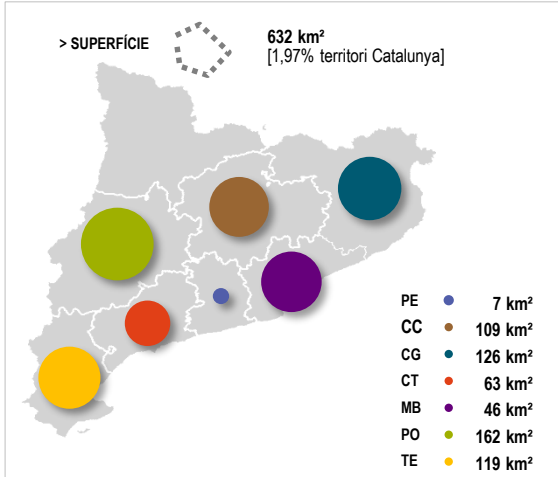 > SUPERFÍCIE
632 km²
[1,97% territori Catalunya]
PE 7 km²
CC 109 km²
CG 126 km²
CT 63 km²
MB 46 km²
PO 162 km²
TE 119 km²